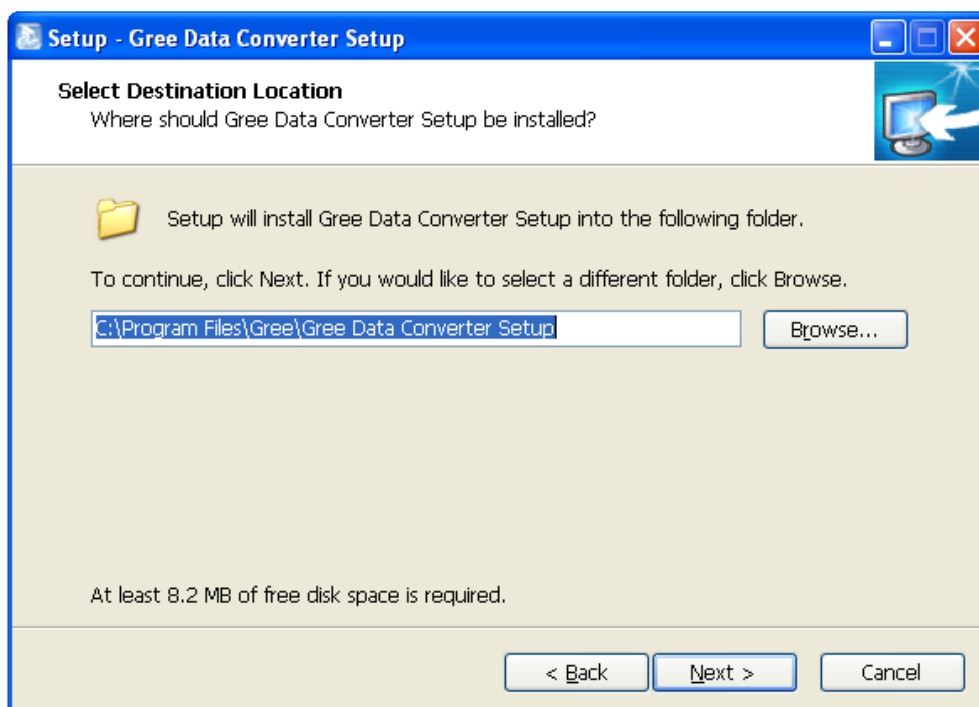 Setup - Gree Data Converter Setup
Select Destination Location
Where should Gree Data Converter Setup be installed?
Setup will install Gree Data Converter Setup into the following folder.
To continue, click Next. If you would like to select a different folder, click Browse.
C:\Program Files\Gree\Gree Data Converter Setup
Browse...
At least 8.2 MB of free disk space is required.
< Back
Next >
Cancel